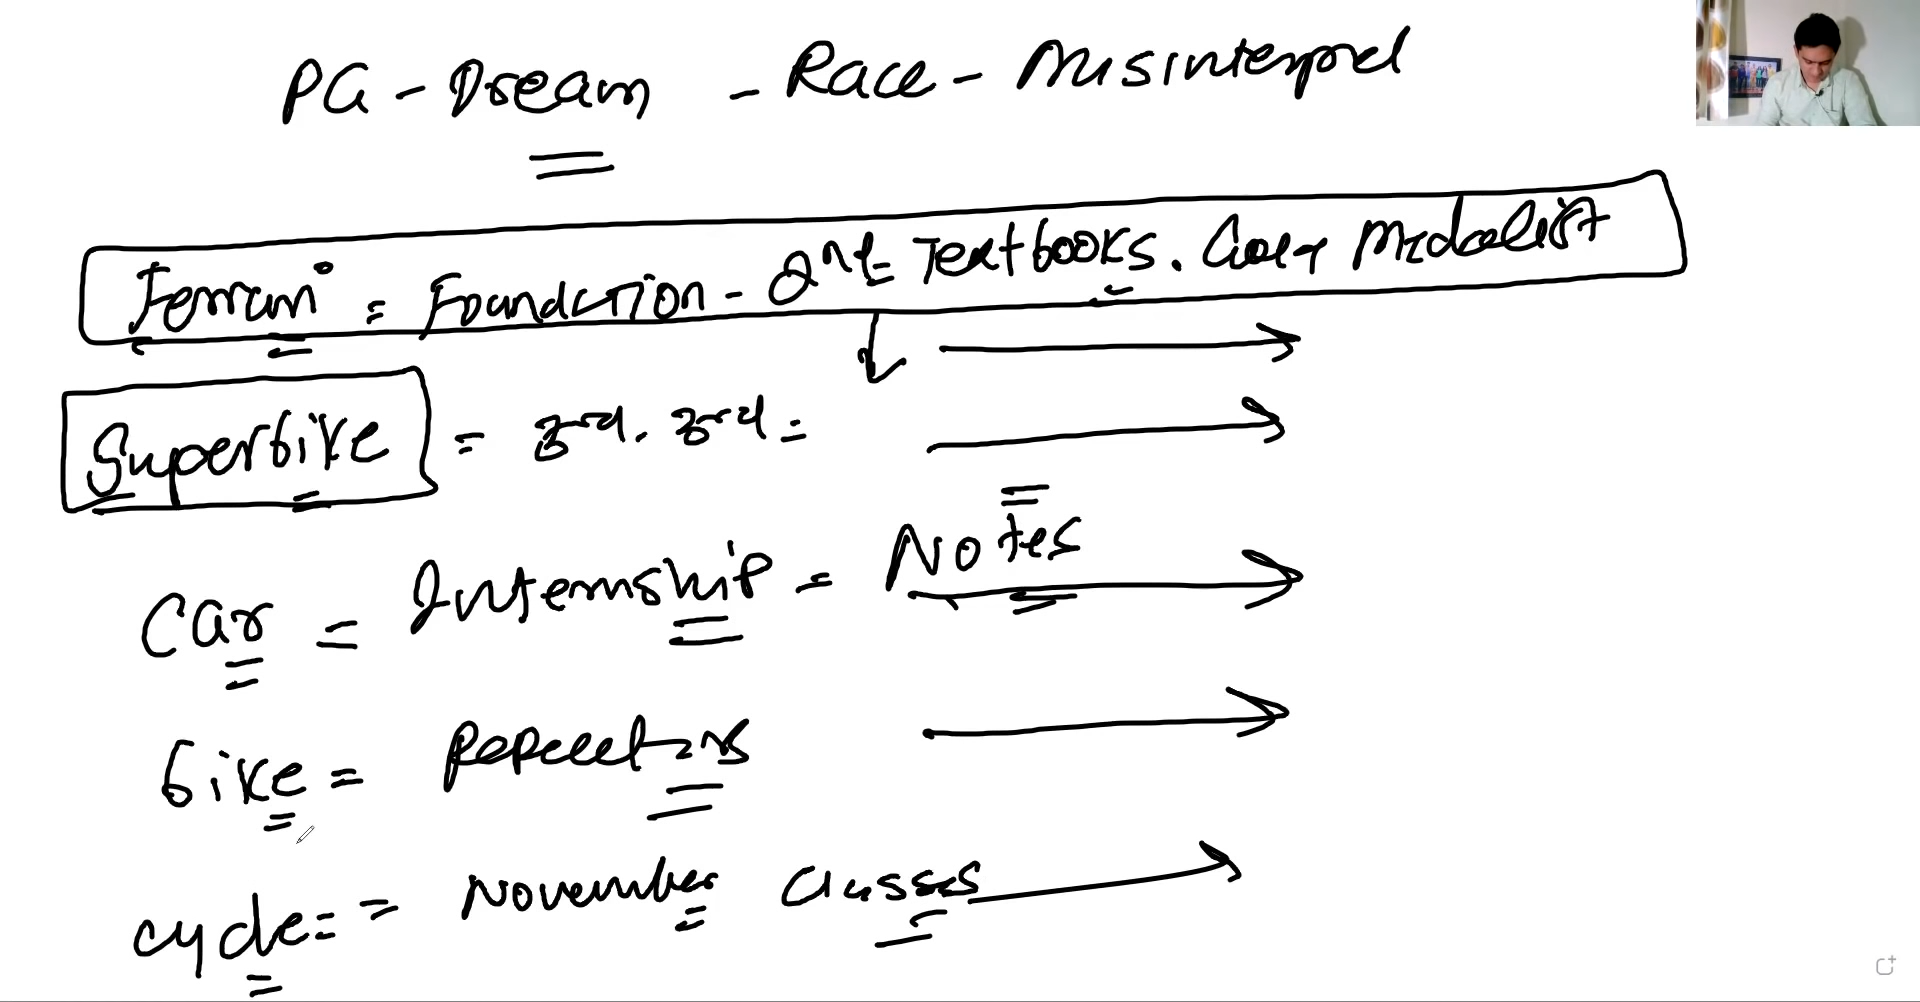 PG - Dream - Race - Misinterpret
Ferrari = Foundation - 2nd = Textbooks. Gold Medalist
Superbike = 3rd. 3rd =
Car = Internship = Notes
bike = Repeaters
cycle = = November Classes